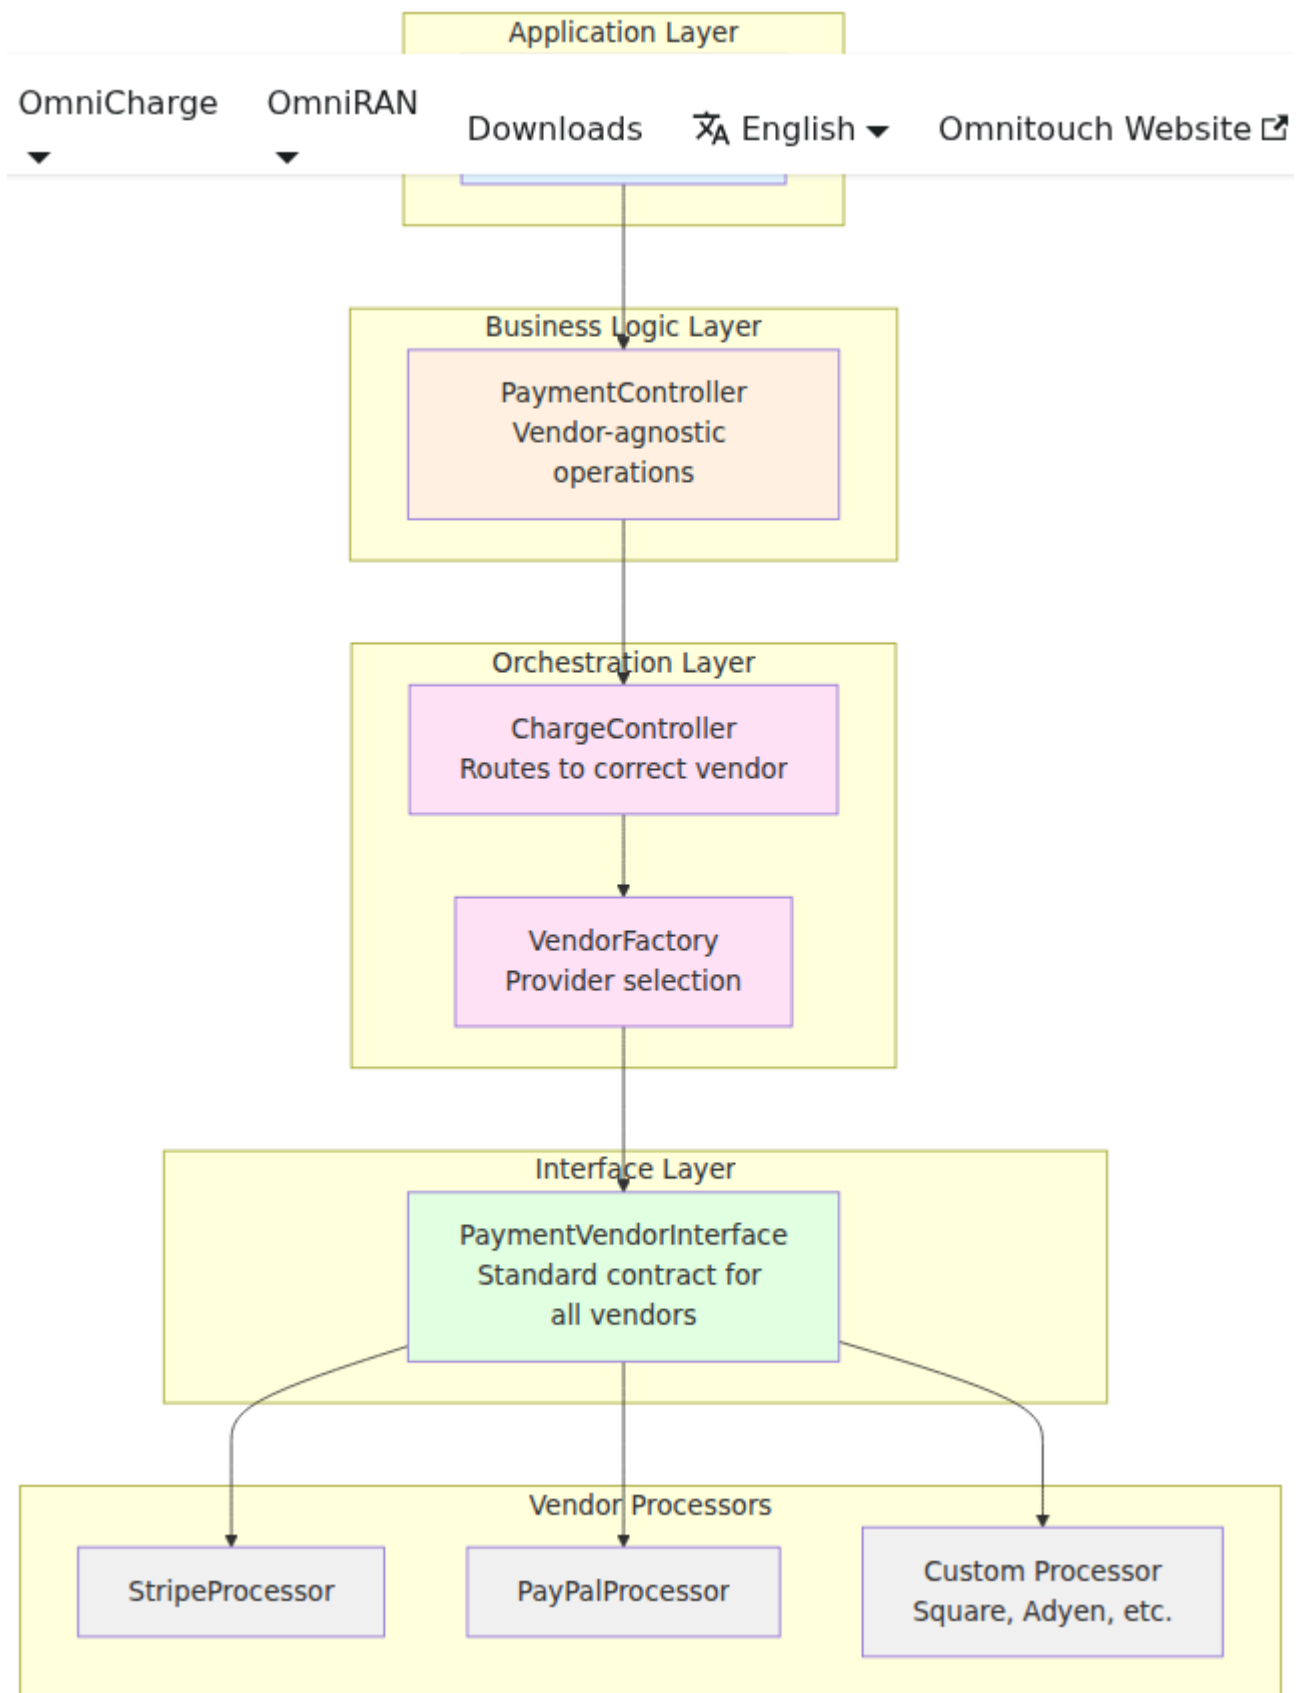 Application Layer
OmniCharge
OmniRAN
Downloads
English
Omnitouch Website
Business Logic Layer
PaymentController
Vendor-agnostic
operations
Orchestration Layer
ChargeController
Routes to correct vendor
VendorFactory
Provider selection
Interface Layer
PaymentVendorInterface
Standard contract for
all vendors
Vendor Processors
StripeProcessor
PayPalProcessor
Custom Processor
Square, Adyen, etc.